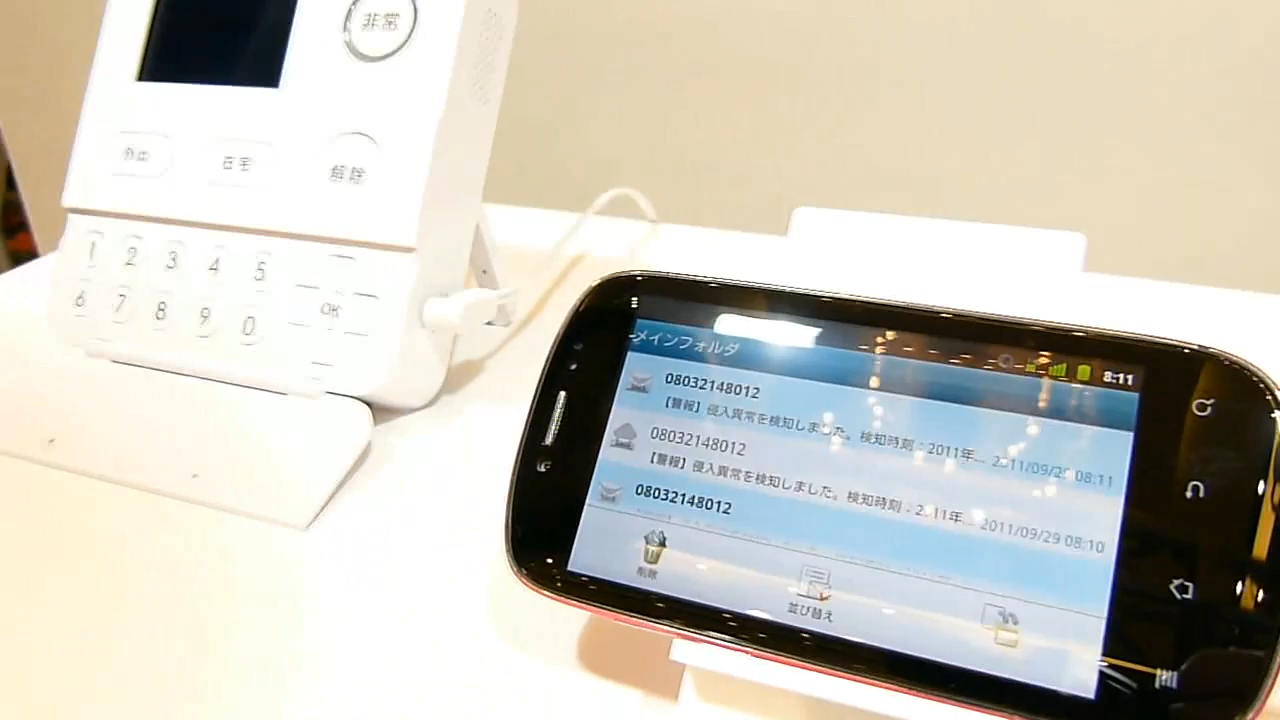 非常
外出 在宅 解除
1 2 3 4 5
OK
6 7 8 9 0
8:11
メインフォルダ
08032148012
【警報】侵入異常を検知しました。検知時刻：2011年... 2011/09/29 08:11
08032148012
【警報】侵入異常を検知しました。検知時刻：2011年... 2011/09/29 08:10
08032148012
削除
並び替え